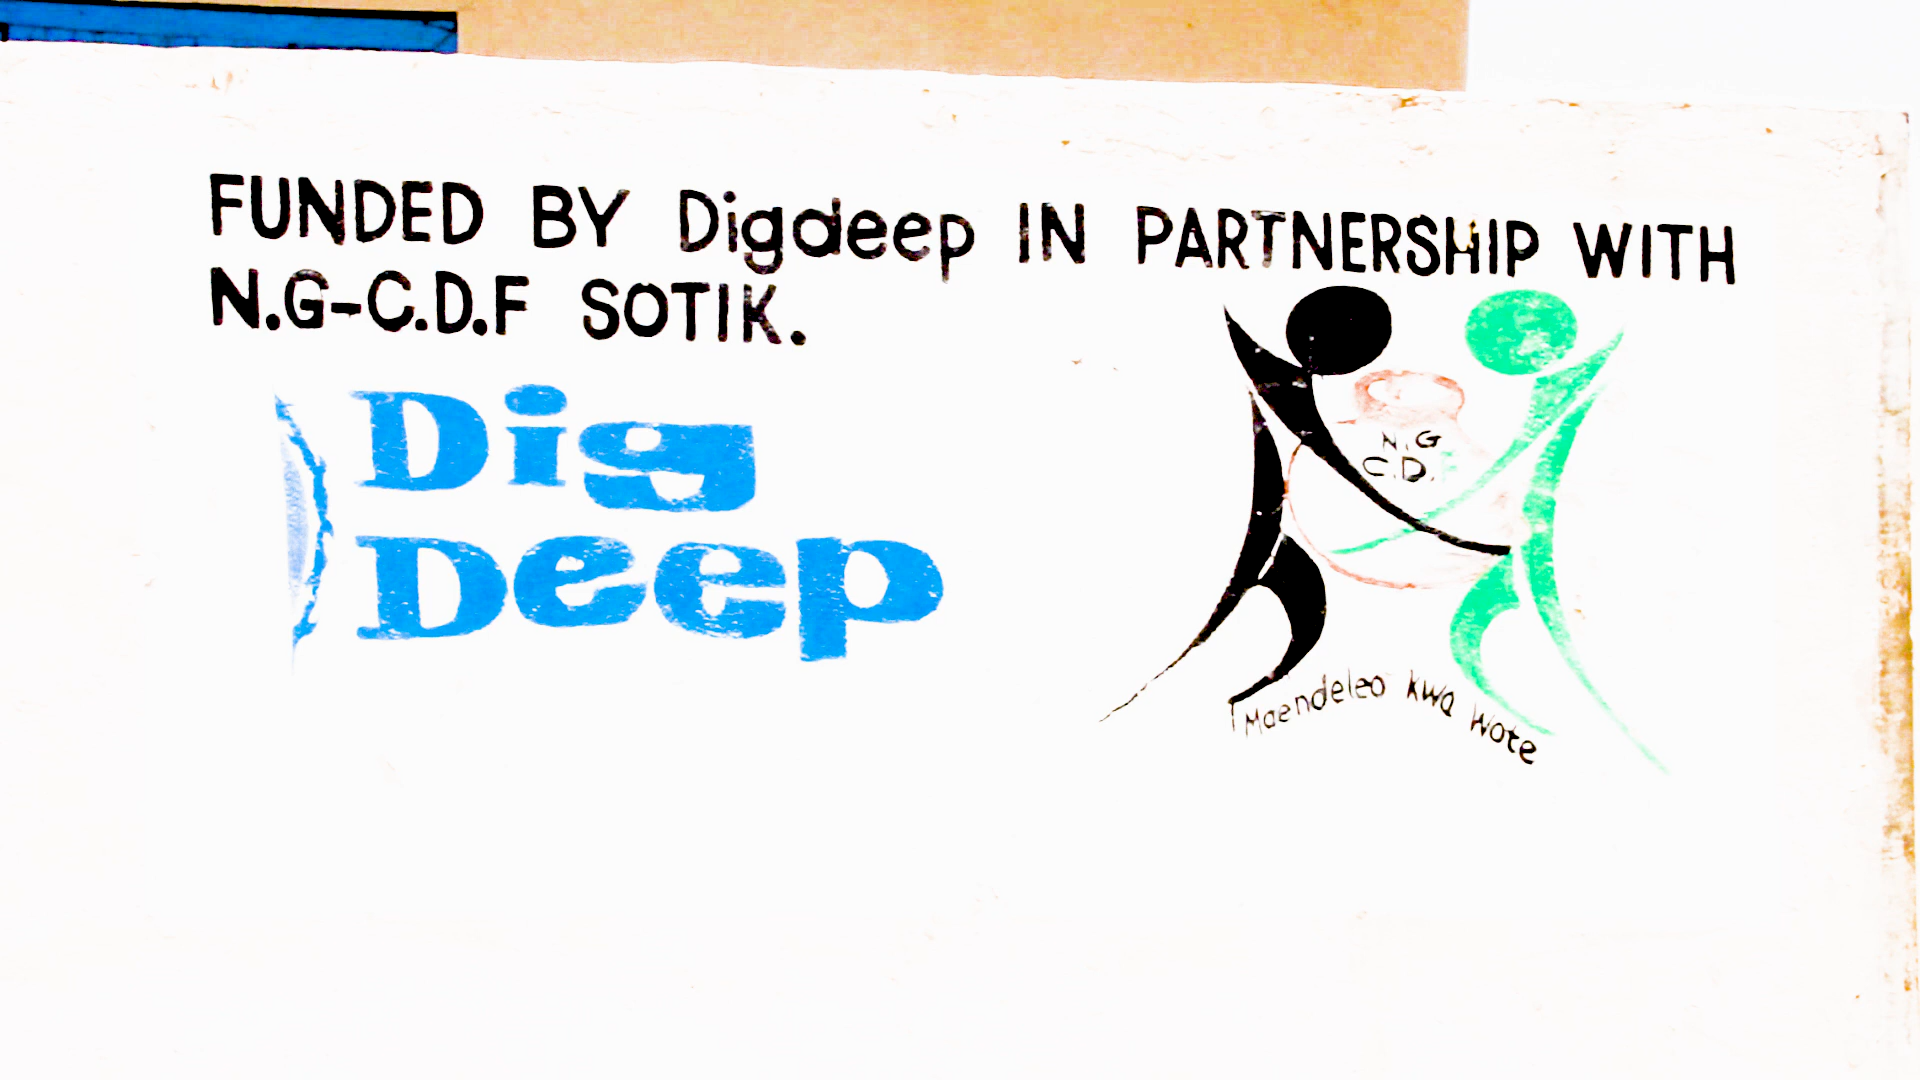 FUNDED BY Digdeep IN PARTNERSHIP WITH
N.G-C.D.F SOTIK.
Dig
Deep
N.G
C.D.F
Maendeleo kwa wote